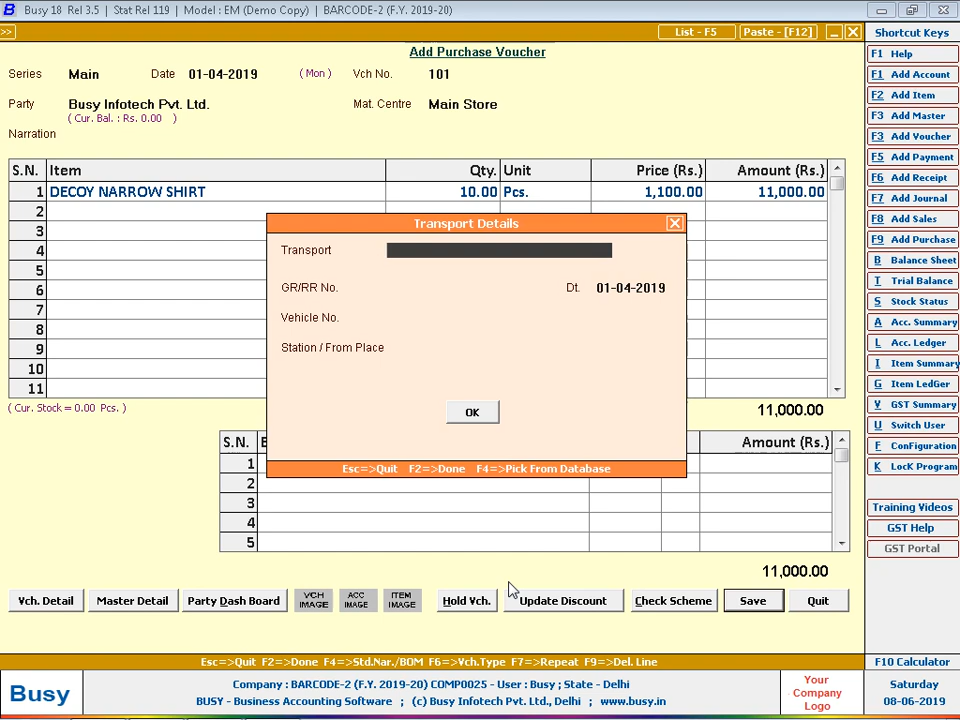 B Busy 18 Rel 3.5 | Stat Rel 119 | Model : EM (Demo Copy) | BARCODE-2 (F.Y. 2019-20)
>> List - F5 Paste - [F12]
Add Purchase Voucher
Series Main Date 01-04-2019 ( Mon ) Vch No. 101
Party Busy Infotech Pvt. Ltd. Mat. Centre Main Store
( Cur. Bal. : Rs. 0.00 )
Narration
S.N. Item Qty. Unit Price (Rs.) Amount (Rs.)
1 DECOY NARROW SHIRT 10.00 Pcs. 1,100.00 11,000.00
2
3
4
5
6
7
8
9
10
11
( Cur. Stock = 0.00 Pcs. ) 11,000.00
Transport Details
Transport
GR/RR No. Dt. 01-04-2019
Vehicle No.
Station / From Place
OK
Esc=>Quit F2=>Done F4=>Pick From Database
S.N. Amount (Rs.)
1
2
3
4
5
11,000.00
Vch. Detail Master Detail Party Dash Board VCH IMAGE ACC IMAGE ITEM IMAGE Hold Vch. Update Discount Check Scheme Save Quit
Esc=>Quit F2=>Done F4=>Std.Nar./BOM F6=>Vch.Type F7=>Repeat F9=>Del. Line
Busy
Company : BARCODE-2 (F.Y. 2019-20) COMP0025 - User : Busy ; State - Delhi
BUSY - Business Accounting Software ; (c) Busy Infotech Pvt. Ltd., Delhi ; www.busy.in
Your
Company
Logo
Shortcut Keys
F1 Help
F1 Add Account
F2 Add Item
F3 Add Master
F3 Add Voucher
F5 Add Payment
F6 Add Receipt
F7 Add Journal
F8 Add Sales
F9 Add Purchase
B Balance Sheet
T Trial Balance
S Stock Status
A Acc. Summary
L Acc. Ledger
I Item Summary
G Item LedGer
V GST Summary
U Switch User
F ConFiguration
K LocK Program
Training Videos
GST Help
GST Portal
F10 Calculator
Saturday
08-06-2019